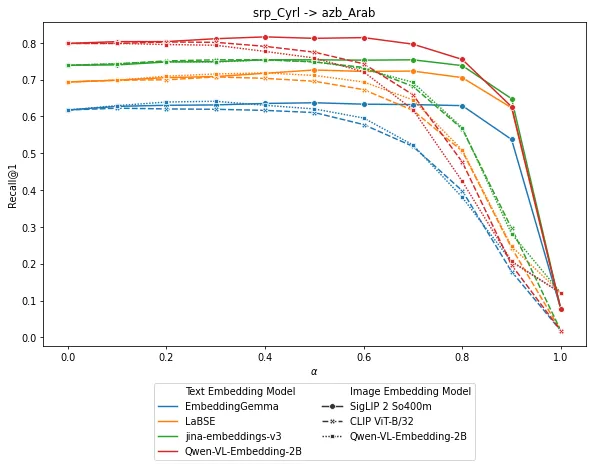 srp_Cyrl -> azb_Arab
Recall@1
0.8
0.7
0.6
0.5
0.4
0.3
0.2
0.1
0.0
0.0 0.2 0.4 0.6 0.8 1.0
α
Text Embedding Model
EmbeddingGemma
LaBSE
jina-embeddings-v3
Qwen-VL-Embedding-2B
Image Embedding Model
SigLIP 2 So400m
CLIP ViT-B/32
Qwen-VL-Embedding-2B